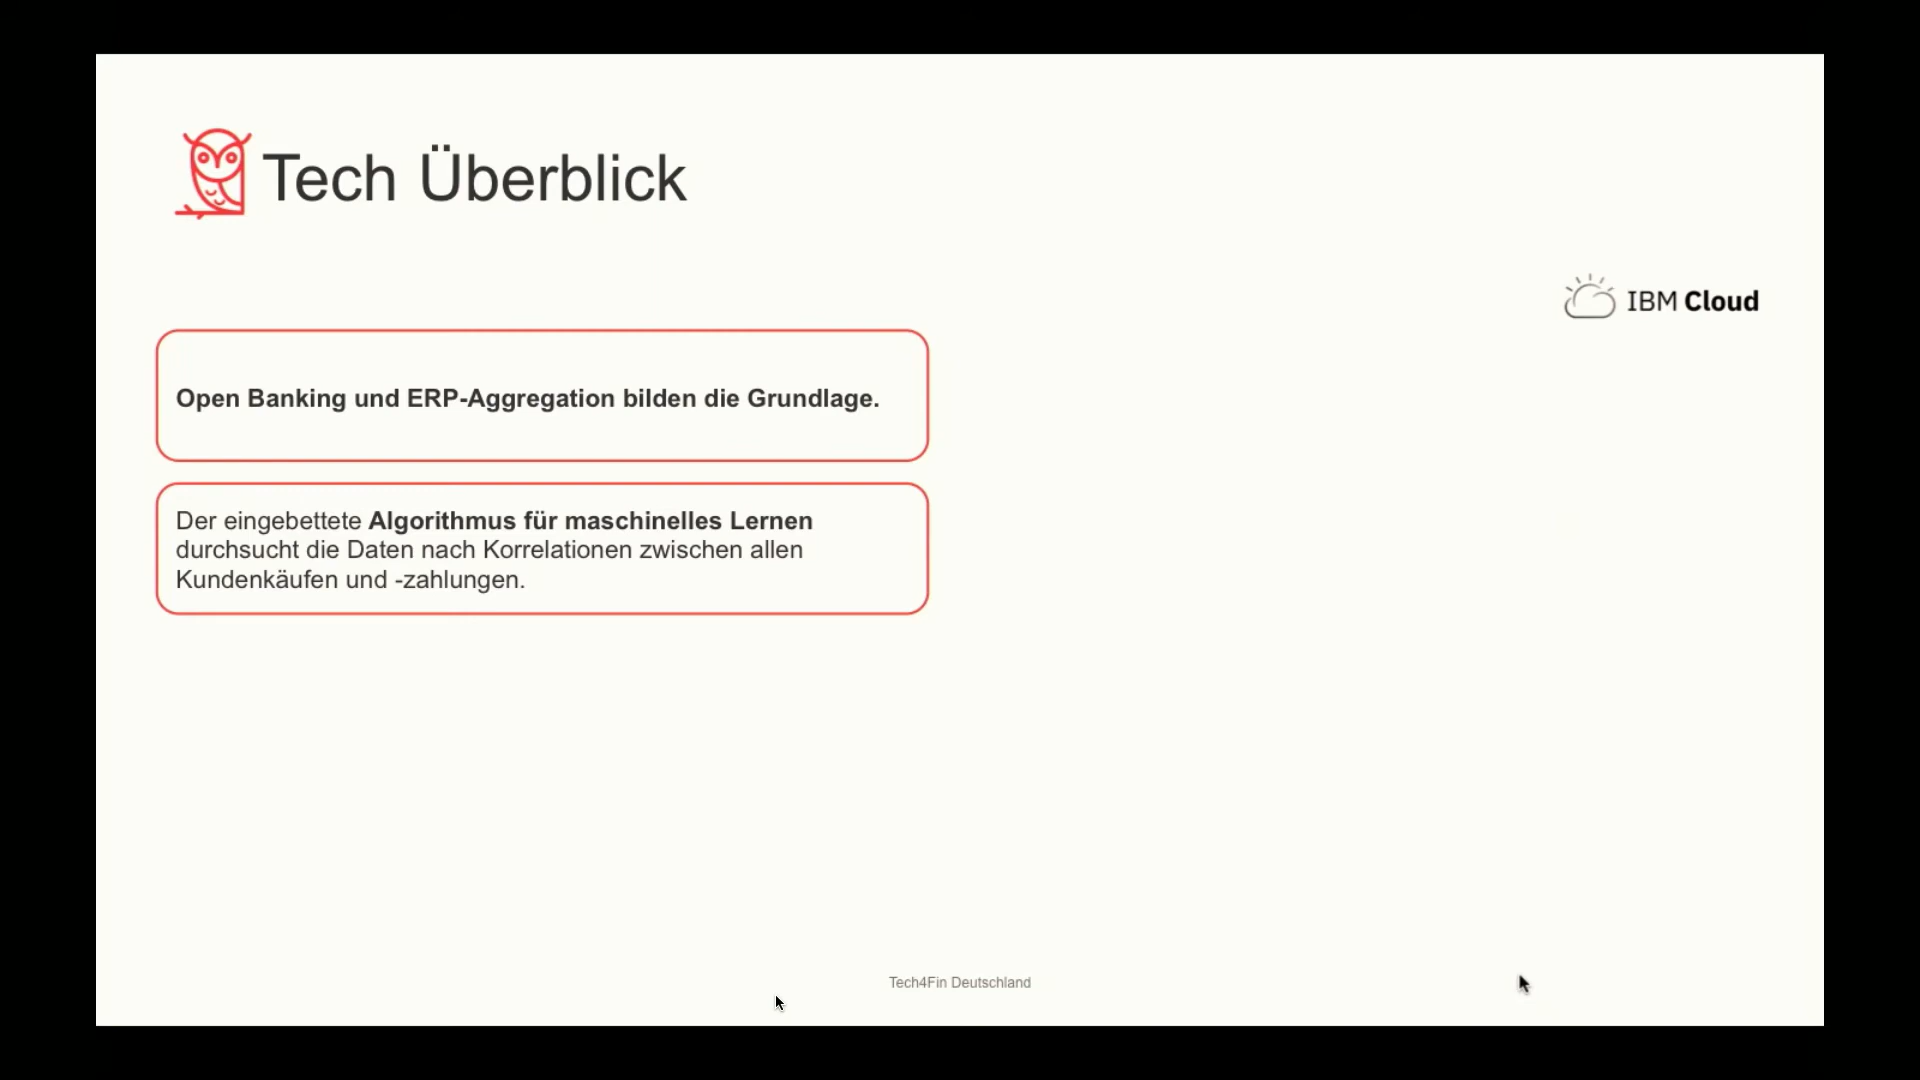 Tech Überblick
IBM Cloud
Open Banking und ERP-Aggregation bilden die Grundlage.
Der eingebettete Algorithmus für maschinelles Lernen
durchsucht die Daten nach Korrelationen zwischen allen
Kundenkäufen und -zahlungen.
Tech4Fin Deutschland